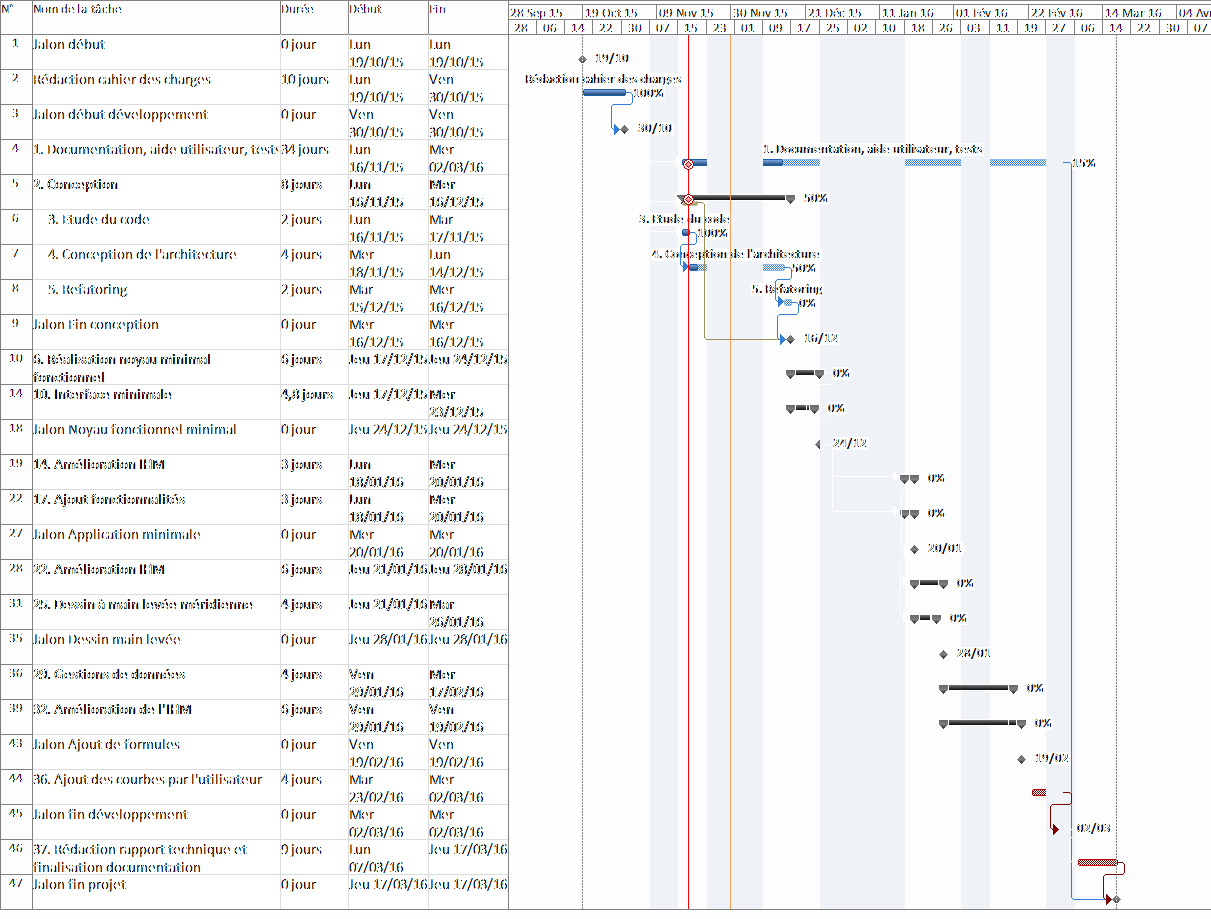 N° Nom de la tâche Durée Début Fin
28 Sep 15 19 Oct 15 09 Nov 15 30 Nov 15 21 Déc 15 11 Jan 16 01 Fév 16 22 Fév 16 14 Mar 16 04 Avr
28 06 14 22 30 07 15 23 01 09 17 25 02 10 18 26 03 11 19 27 06 14 22 30 07
1 Jalon début 0 jour Lun Lun
19/10/15 19/10/15
19/10
2 Rédaction cahier des charges 10 jours Lun Ven
19/10/15 30/10/15
Rédaction cahier des charges
100%
3 Jalon début développement 0 jour Ven Ven
30/10/15 30/10/15
30/10
4 1. Documentation, aide utilisateur, tests 34 jours Lun Mer
16/11/15 02/03/16
1. Documentation, aide utilisateur, tests
15%
5 2. Conception 8 jours Lun Mer
16/11/15 16/12/15
50%
6 3. Etude du code 2 jours Lun Mar
16/11/15 17/11/15
3. Etude du code
100%
7 4. Conception de l'architecture 4 jours Mer Lun
18/11/15 14/12/15
4. Conception de l'architecture
50%
8 5. Refatoring 2 jours Mar Mer
15/12/15 16/12/15
5. Refatoring
0%
9 Jalon Fin conception 0 jour Mer Mer
16/12/15 16/12/15
16/12
10 6. Réalisation noyau minimal 6 jours Jeu 17/12/15 Jeu 24/12/15
fonctionnel
0%
14 10. Interface minimale 4,8 jours Jeu 17/12/15 Mer
23/12/15
0%
18 Jalon Noyau fonctionnel minimal 0 jour Jeu 24/12/15 Jeu 24/12/15
24/12
19 14. Amélioration IHM 3 jours Lun Mer
18/01/16 20/01/16
0%
22 17. Ajout fonctionnalités 3 jours Lun Mer
18/01/16 20/01/16
0%
27 Jalon Application minimale 0 jour Mer Mer
20/01/16 20/01/16
20/01
28 22. Amélioration IHM 6 jours Jeu 21/01/16 Jeu 28/01/16
0%
31 25. Dessin à main levée méridienne 4 jours Jeu 21/01/16 Mar
26/01/16
0%
35 Jalon Dessin main levée 0 jour Jeu 28/01/16 Jeu 28/01/16
28/01
36 29. Gestions de données 4 jours Ven Mer
29/01/16 17/02/16
0%
39 32. Amélioration de l'IHM 6 jours Ven Ven
29/01/16 19/02/16
0%
43 Jalon Ajout de formules 0 jour Ven Ven
19/02/16 19/02/16
19/02
44 36. Ajout des courbes par l'utilisateur 4 jours Mar Mer
23/02/16 02/03/16
45 Jalon fin développement 0 jour Mer Mer
02/03/16 02/03/16
02/03
46 37. Rédaction rapport technique et 9 jours Lun Jeu 17/03/16
finalisation documentation 07/03/16
47 Jalon fin projet 0 jour Jeu 17/03/16 Jeu 17/03/16